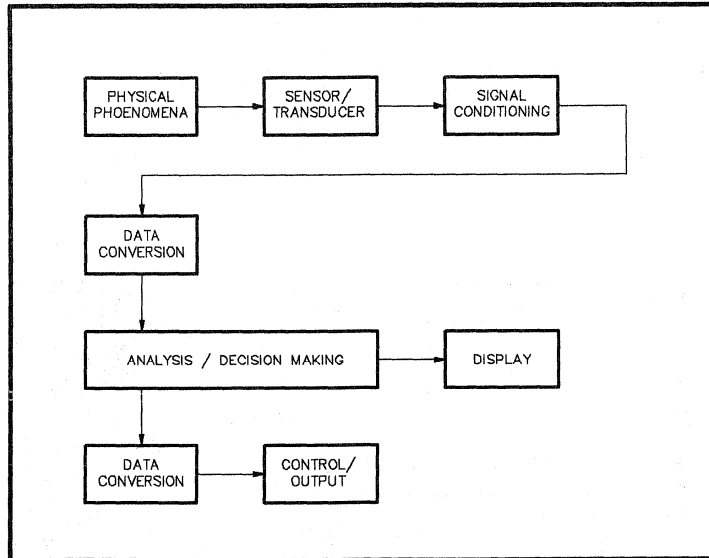 PHYSICAL
PHOENOMENA
SENSOR/
TRANSDUCER
SIGNAL
CONDITIONING
DATA
CONVERSION
ANALYSIS / DECISION MAKING
DISPLAY
DATA
CONVERSION
CONTROL/
OUTPUT